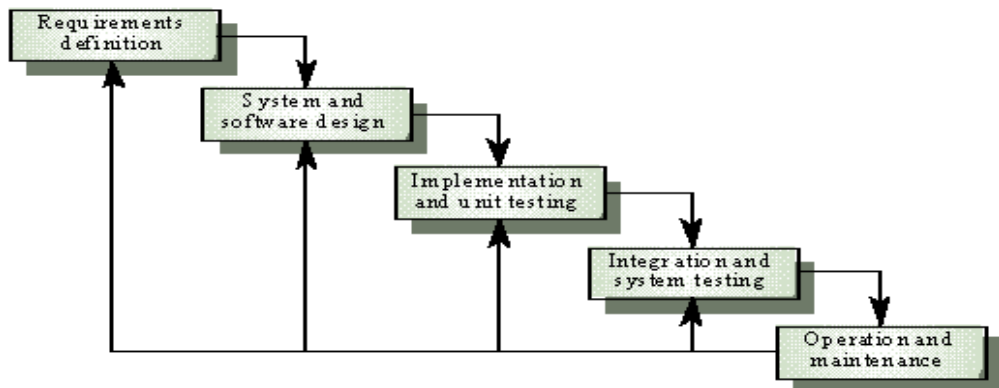 Requirements
definition
System and
software design
Implementation
and unit testing
Integration and
system testing
Operation and
maintenance